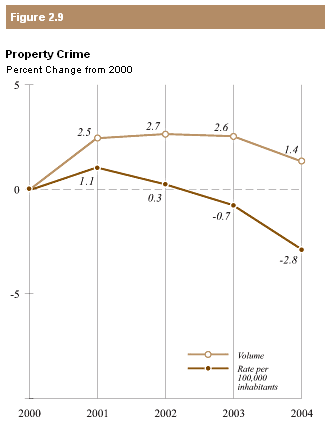 Figure 2.9
Property Crime
Percent Change from 2000
5
2.5
2.7
2.6
1.4
0
1.1
0.3
-0.7
-2.8
-5
Volume
Rate per
100,000
inhabitants
2000 2001 2002 2003 2004